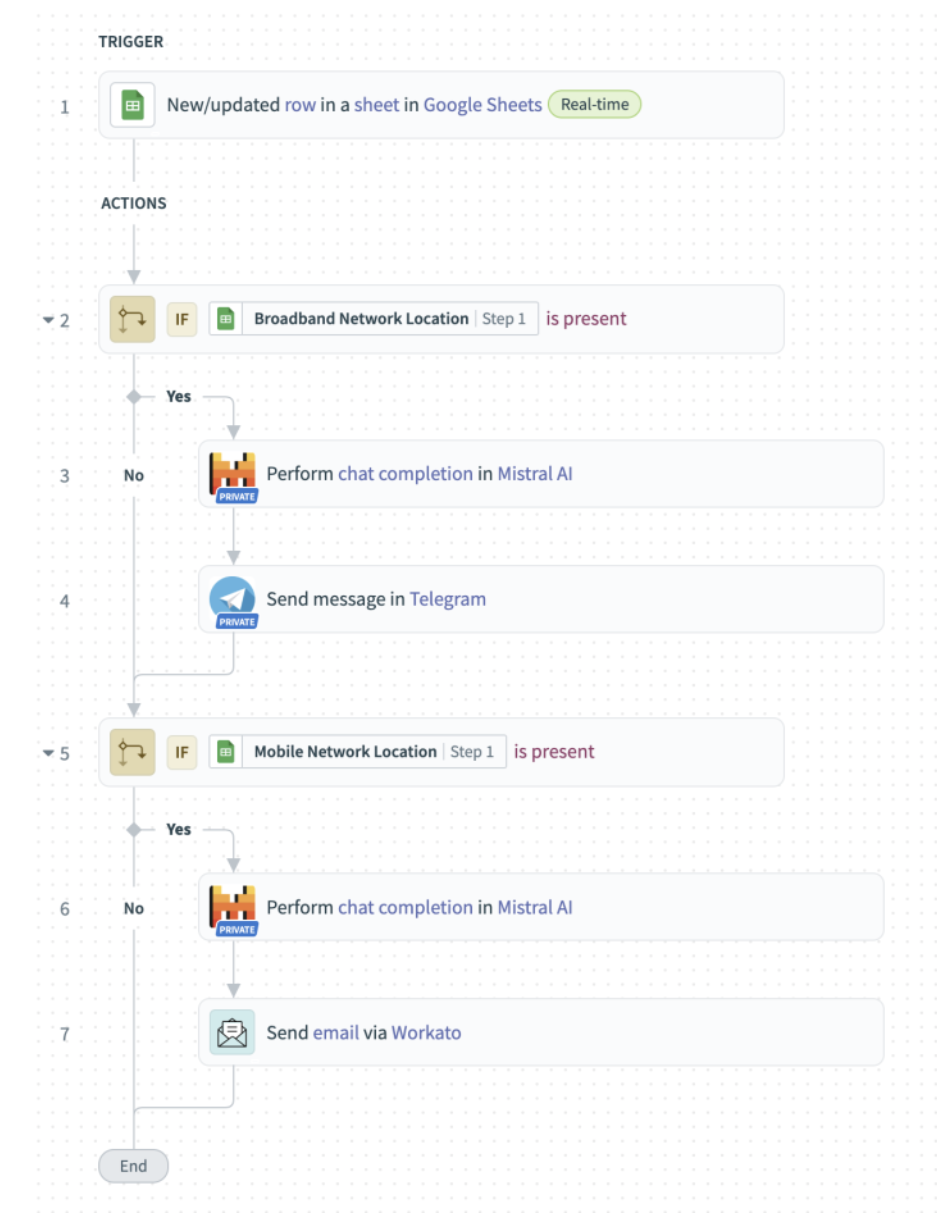 TRIGGER
1 New/updated row in a sheet in Google Sheets Real-time
ACTIONS
2 IF Broadband Network Location Step 1 is present
Yes
3 No Perform chat completion in Mistral AI
PRIVATE
4 Send message in Telegram
PRIVATE
5 IF Mobile Network Location Step 1 is present
Yes
6 No Perform chat completion in Mistral AI
PRIVATE
7 Send email via Workato
End